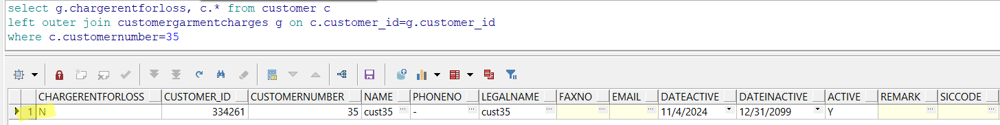 select g.chargerentforloss, c.* from customer c
left outer join customergarmentcharges g on c.customer_id=g.customer_id
where c.customernumber=35
CHARGERENTFORLOSS CUSTOMER_ID CUSTOMERNUMBER NAME PHONENO LEGALNAME FAXNO EMAIL DATEACTIVE DATEINACTIVE ACTIVE REMARK SICCODE
1 N 334261 35 cust35 ... - ... cust35 ... ... ... 11/4/2024 12/31/2099 Y ... ...